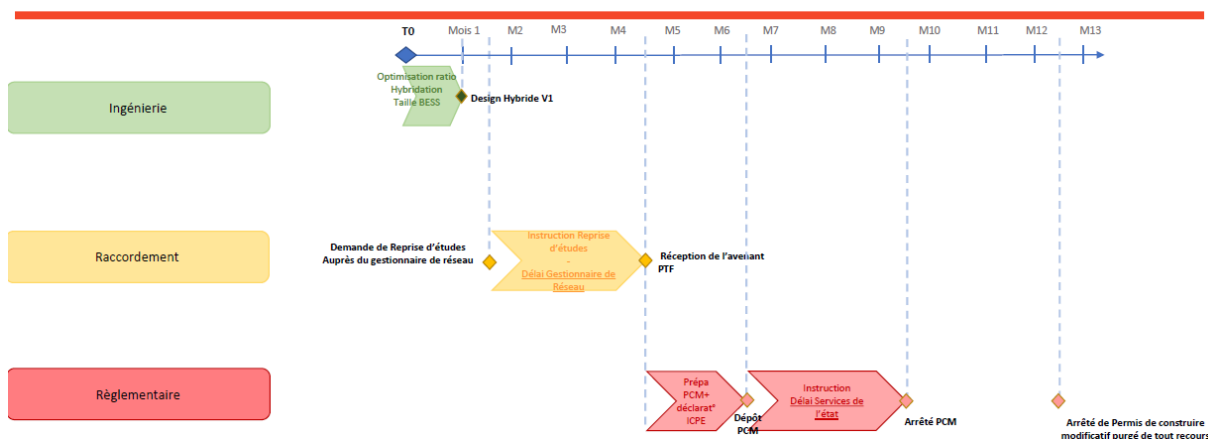 T0 Mois 1 M2 M3 M4 M5 M6 M7 M8 M9 M10 M11 M12 M13
Optimisation ratio
Hybridation
Taille BESS
Design Hybride V1
Ingénierie
Demande de Reprise d'études
Auprès du gestionnaire de réseau
Instruction Reprise
d'études
-
Délai Gestionnaire de
Réseau
Réception de l'avenant
PTF
Raccordement
Prépa
PCM+
déclarat°
ICPE
Dépôt
PCM
Instruction
Délai Services de
l'état
Arrêté PCM
Arrêté de Permis de construire
modificatif purgé de tout recours
Règlementaire